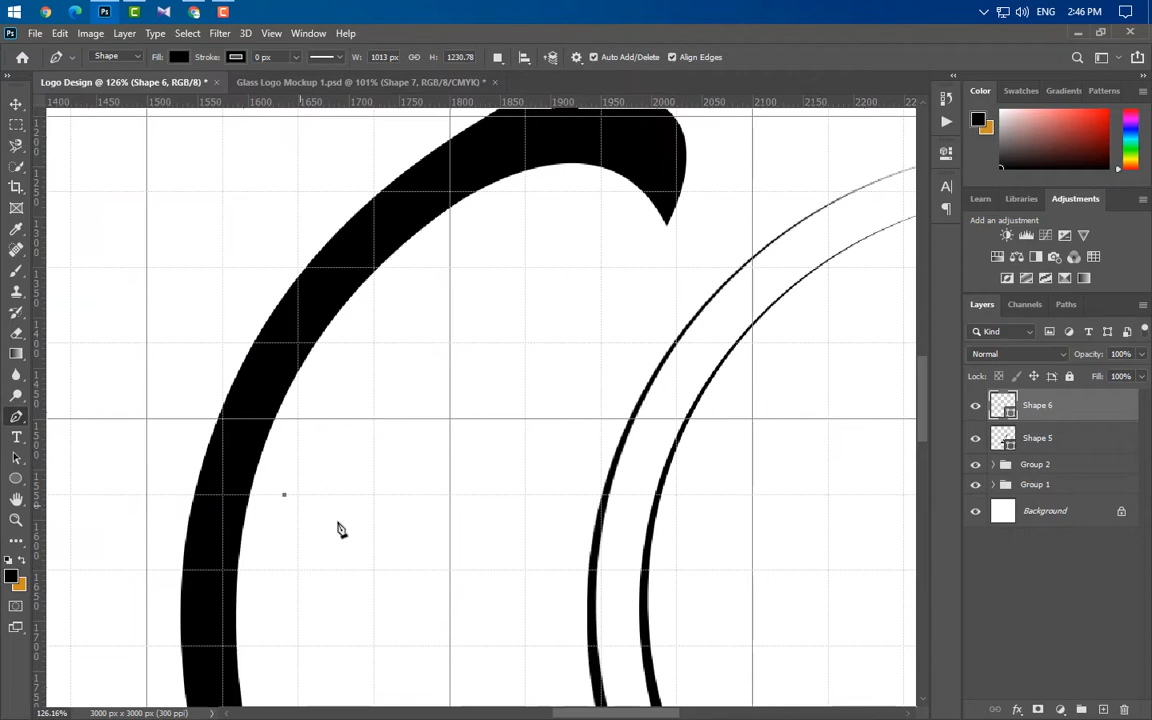 ENG 2:46 PM
File Edit Image Layer Type Select Filter 3D View Window Help
Shape Fill: Stroke: 0 px W: 1013 px H: 1230.78 Auto Add/Delete Align Edges
Logo Design @ 126% (Shape 6, RGB/8) * × Glass Logo Mockup 1.psd @ 101% (Shape 7, RGB/8/CMYK) * ×
1400 1450 1500 1550 1600 1650 1700 1750 1800 1850 1900 1950 2000 2050 2100 2150 2200
Color Swatches Gradients Patterns
Learn Libraries Adjustments
Add an adjustment
Layers Channels Paths
Kind
Normal Opacity: 100%
Lock: Fill: 100%
Shape 6
Shape 5
Group 2
Group 1
Background
126.16% 3000 px x 3000 px (300 ppi)